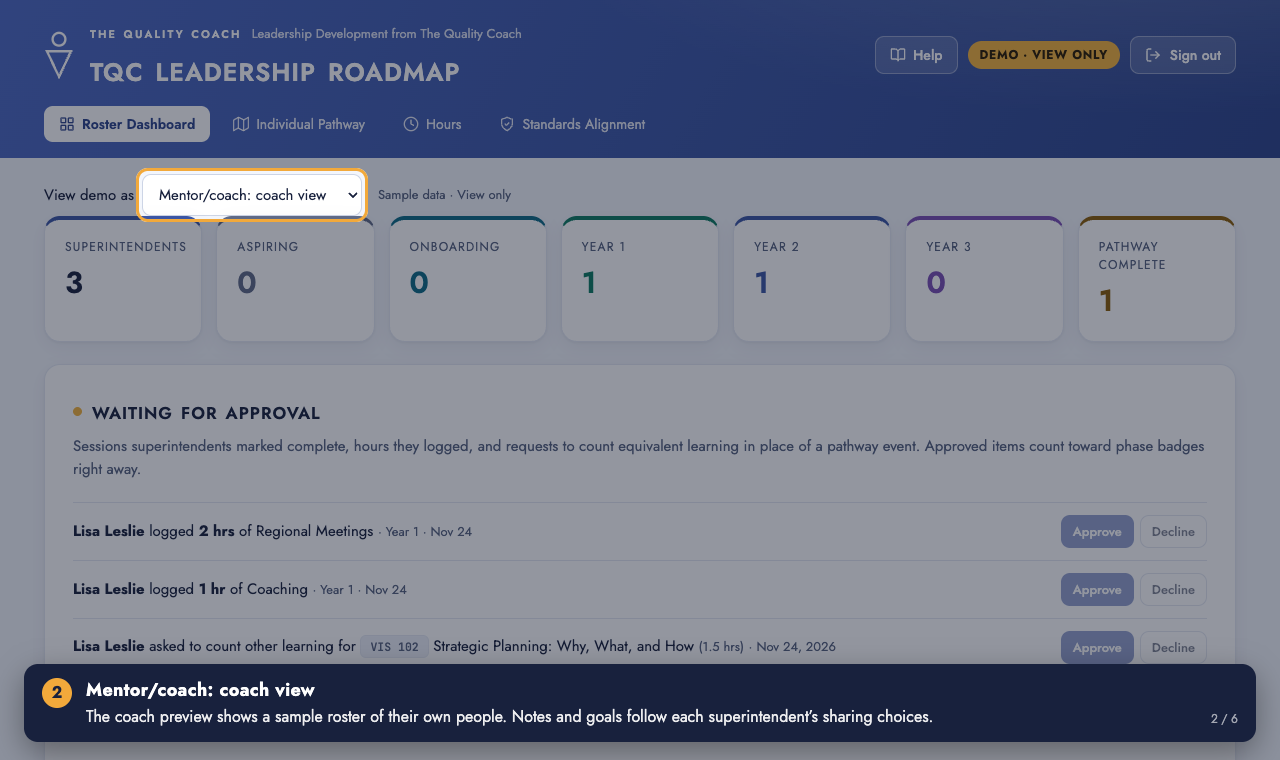 THE QUALITY COACH Leadership Development from The Quality Coach
TQC LEADERSHIP ROADMAP
Help
DEMO · VIEW ONLY
Sign out
Roster Dashboard
Individual Pathway
Hours
Standards Alignment
View demo as
Mentor/coach: coach view
Sample data · View only
SUPERINTENDENTS
3
ASPIRING
0
ONBOARDING
0
YEAR 1
1
YEAR 2
1
YEAR 3
0
PATHWAY
COMPLETE
1
WAITING FOR APPROVAL
Sessions superintendents marked complete, hours they logged, and requests to count equivalent learning in place of a pathway event. Approved items count toward phase badges
right away.
Lisa Leslie logged 2 hrs of Regional Meetings · Year 1 · Nov 24
Approve
Decline
Lisa Leslie logged 1 hr of Coaching · Year 1 · Nov 24
Approve
Decline
Lisa Leslie asked to count other learning for VIS 102 Strategic Planning: Why, What, and How (1.5 hrs) · Nov 24, 2026
Approve
Decline
2
Mentor/coach: coach view
The coach preview shows a sample roster of their own people. Notes and goals follow each superintendent's sharing choices.
2 / 6